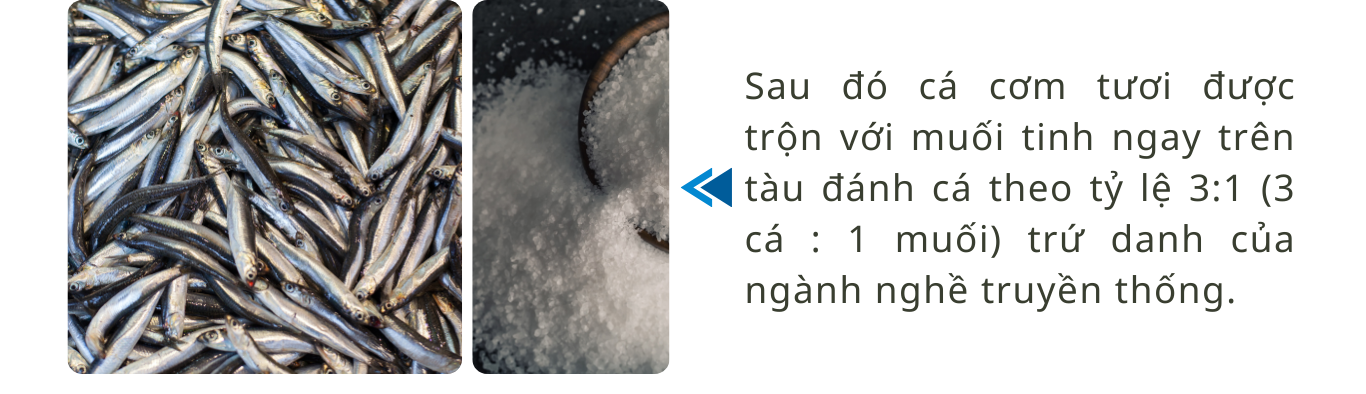 Sau đó cá cơm tươi được
trộn với muối tinh ngay trên
tàu đánh cá theo tỷ lệ 3:1 (3
cá : 1 muối) trứ danh của
ngành nghề truyền thống.